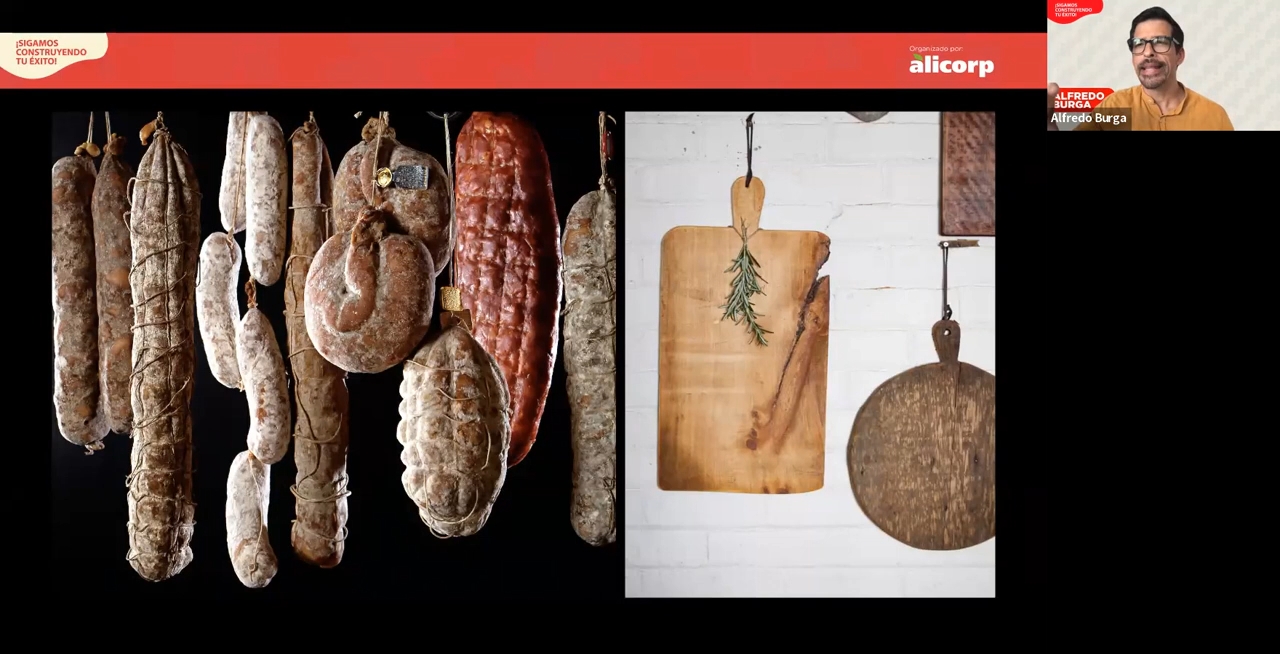 ¡SIGAMOS
CONSTRUYENDO
TU ÉXITO!
Organizado por:
alicorp
¡SIGAMOS
CONSTRUYENDO
TU ÉXITO!
ALFREDO
BURGA
Alfredo Burga